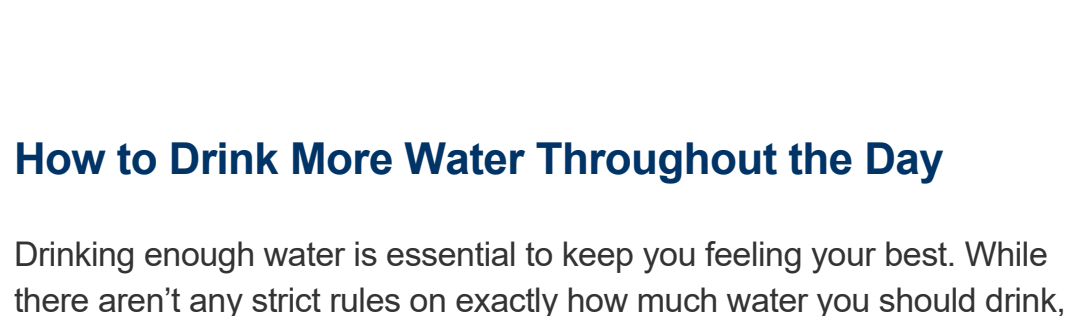 How to Drink More Water Throughout the Day
Drinking enough water is essential to keep you feeling your best. While
there aren’t any strict rules on exactly how much water you should drink,